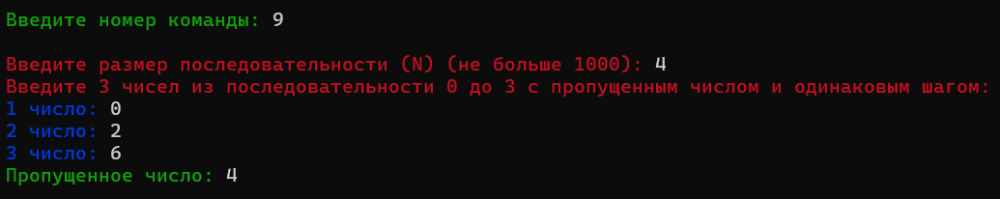 Введите номер команды: 9
Введите размер последовательности (N) (не больше 1000): 4
Введите 3 чисел из последовательности 0 до 3 с пропущенным числом и одинаковым шагом:
1 число: 0
2 число: 2
3 число: 6
Пропущенное число: 4